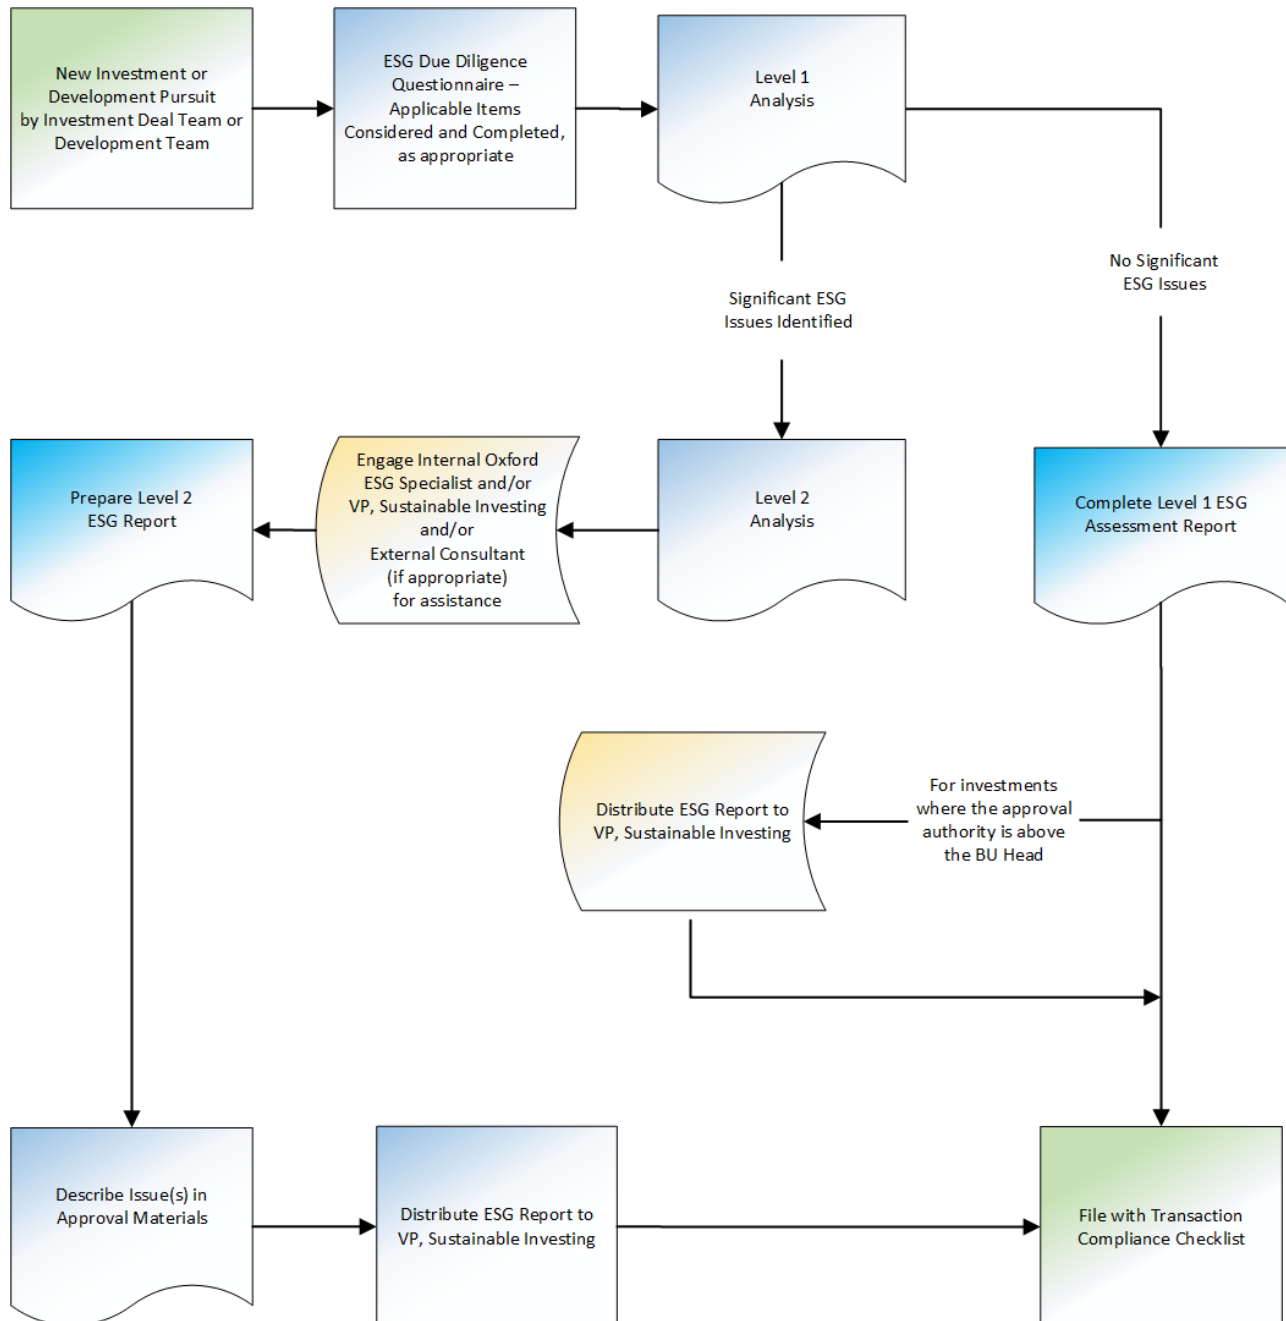 New Investment or
Development Pursuit
by Investment Deal Team or
Development Team
ESG Due Diligence
Questionnaire –
Applicable Items
Considered and Completed,
as appropriate
Level 1
Analysis
No Significant
ESG Issues
Significant ESG
Issues Identified
Prepare Level 2
ESG Report
Engage Internal Oxford
ESG Specialist and/or
VP, Sustainable Investing
and/or
External Consultant
(if appropriate)
for assistance
Level 2
Analysis
Complete Level 1 ESG
Assessment Report
Distribute ESG Report to
VP, Sustainable Investing
For investments
where the approval
authority is above
the BU Head
Describe Issue(s) in
Approval Materials
Distribute ESG Report to
VP, Sustainable Investing
File with Transaction
Compliance Checklist